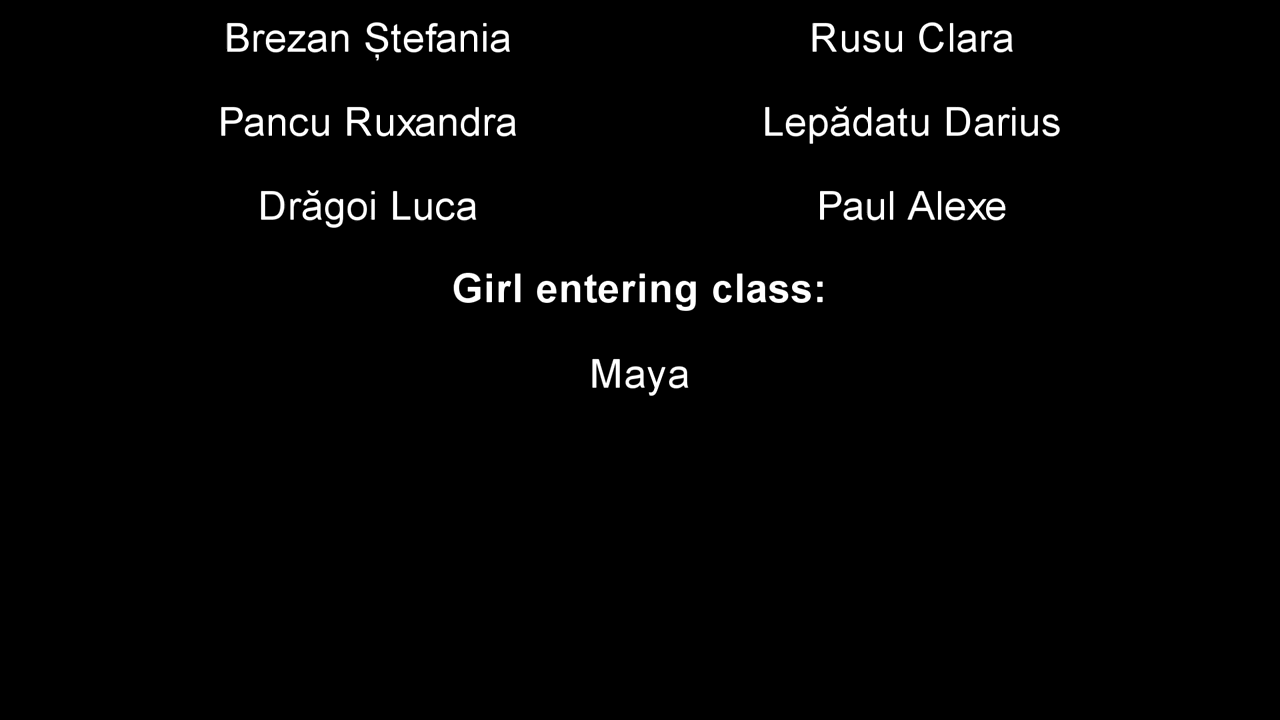 Brezan Ștefania Rusu Clara
Pancu Ruxandra Lepădatu Darius
Drăgoi Luca Paul Alexe
Girl entering class:
Maya